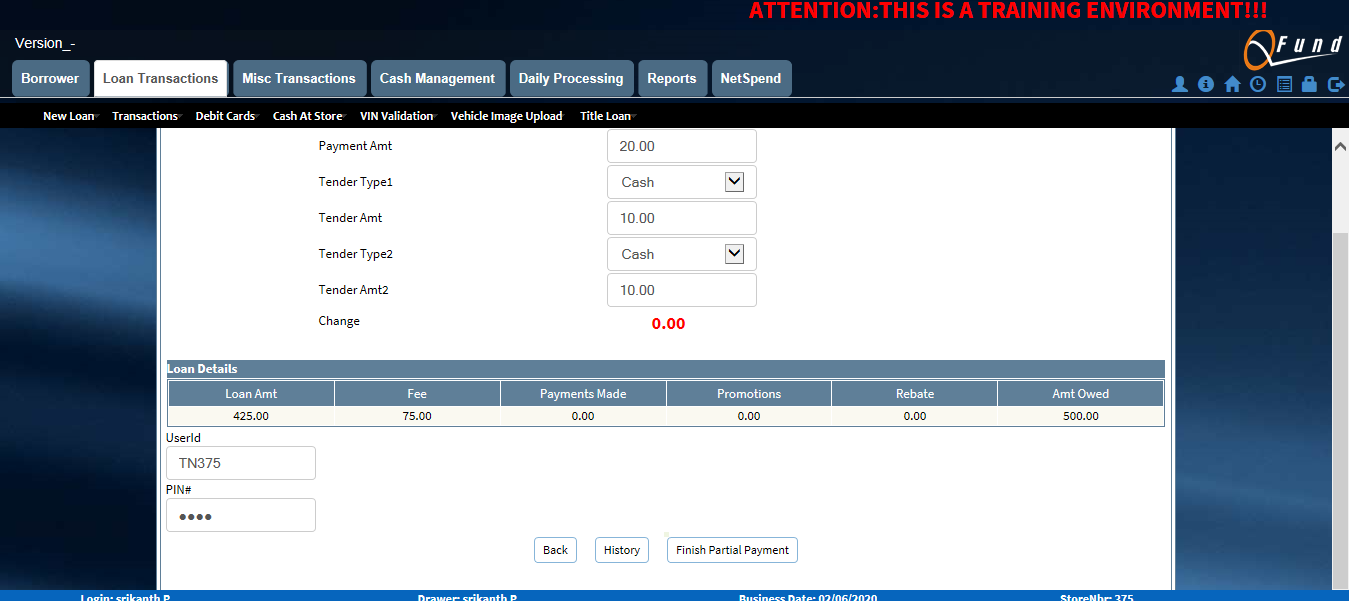 ATTENTION:THIS IS A TRAINING ENVIRONMENT!!!
Version_-
QFund
Borrower Loan Transactions Misc Transactions Cash Management Daily Processing Reports NetSpend
New Loan Transactions Debit Cards Cash At Store VIN Validation Vehicle Image Upload Title Loan
Payment Amt 20.00
Tender Type1 Cash
Tender Amt 10.00
Tender Type2 Cash
Tender Amt2 10.00
Change 0.00
Loan Details
Loan Amt Fee Payments Made Promotions Rebate Amt Owed
425.00 75.00 0.00 0.00 0.00 500.00
UserId
TN375
PIN#
●●●●
Back History Finish Partial Payment
Login: srikanth P Drawer: srikanth P Business Date: 02/06/2020 StoreNbr: 375